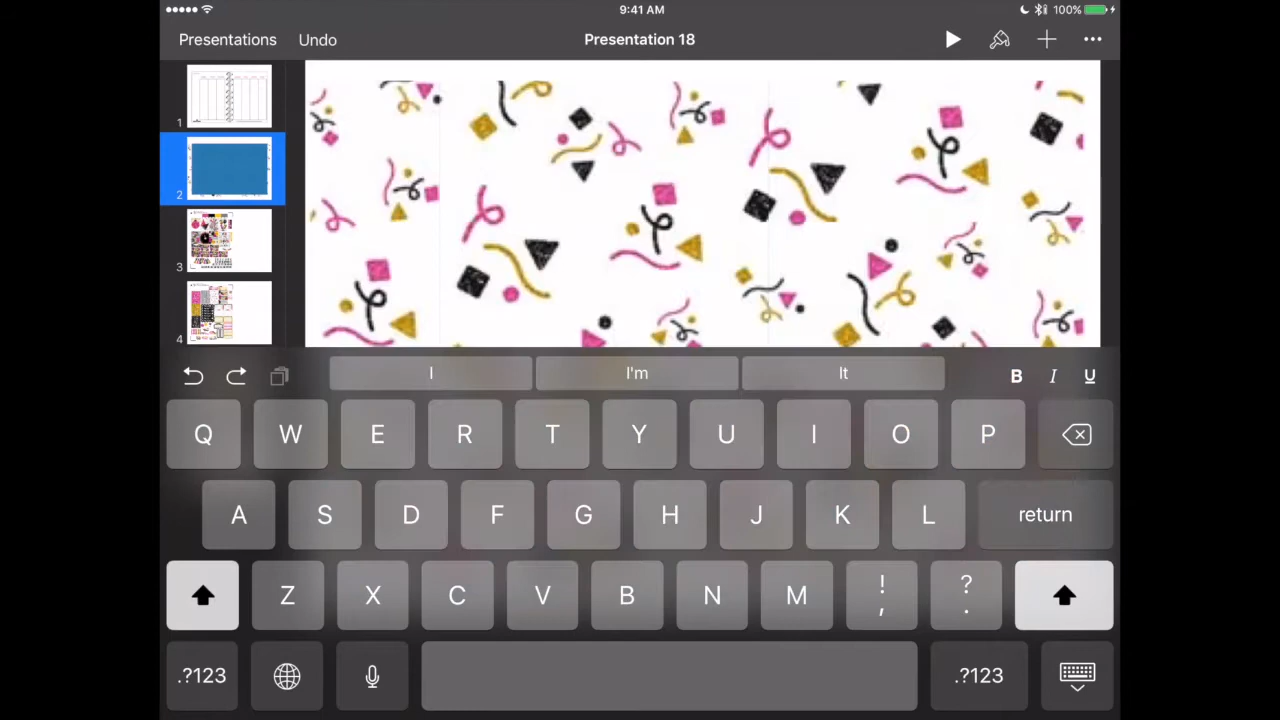 9:41 AM
100%
Presentations Undo
Presentation 18
1
2
3
4
I I'm It
B I U
Q W E R T Y U I O P
A S D F G H J K L return
Z X C V B N M ! , ? .
.?123 .?123